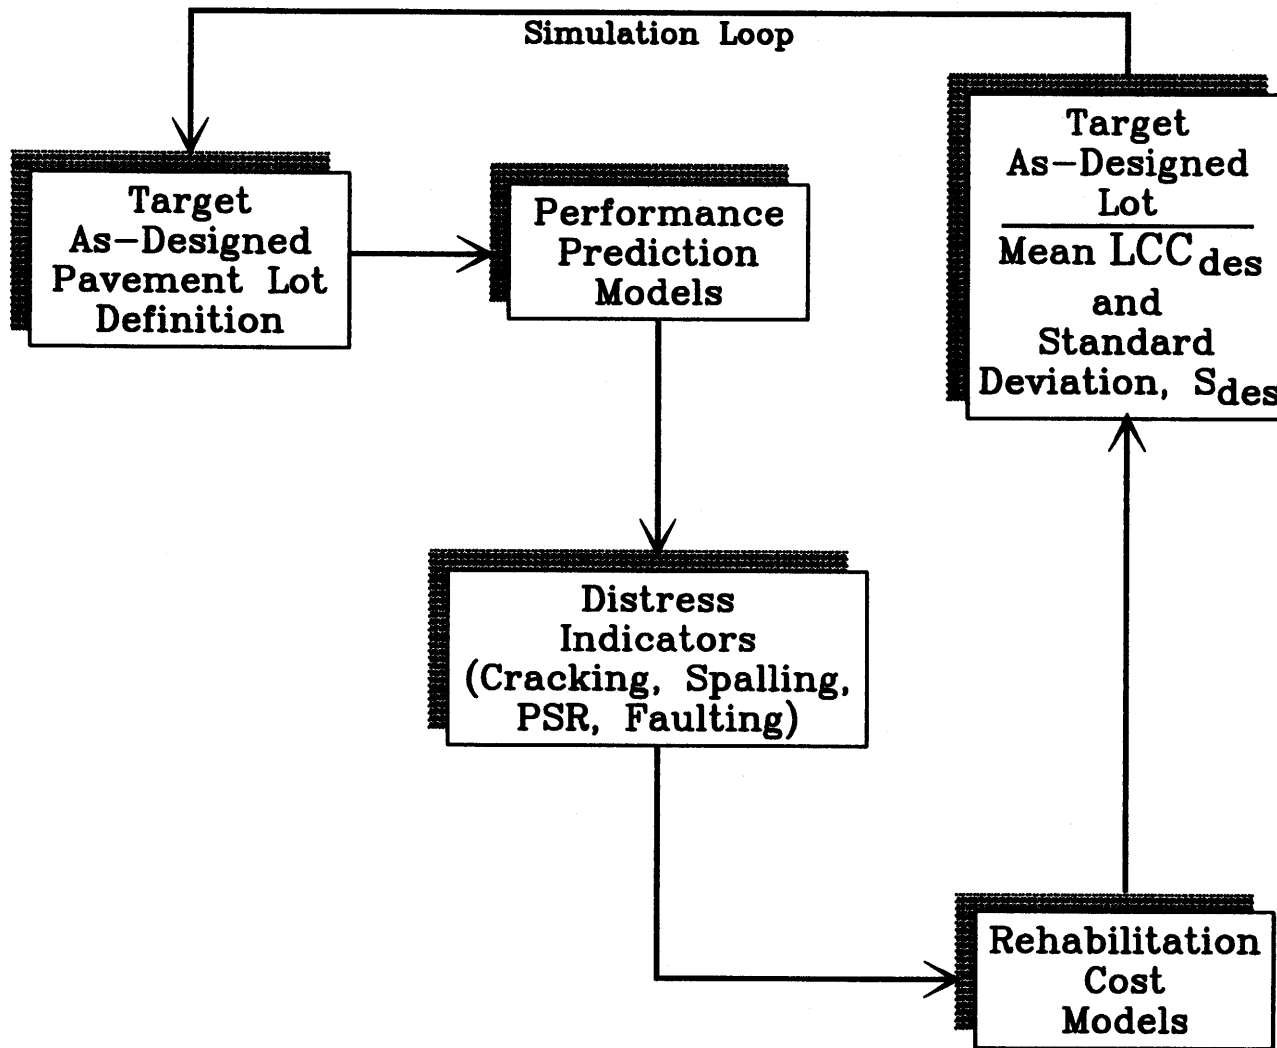 Simulation Loop
Target
As-Designed
Pavement Lot
Definition
Performance
Prediction
Models
Target
As-Designed
Lot
Mean LCCdes
and
Standard
Deviation, Sdes
Distress
Indicators
(Cracking, Spalling,
PSR, Faulting)
Rehabilitation
Cost
Models